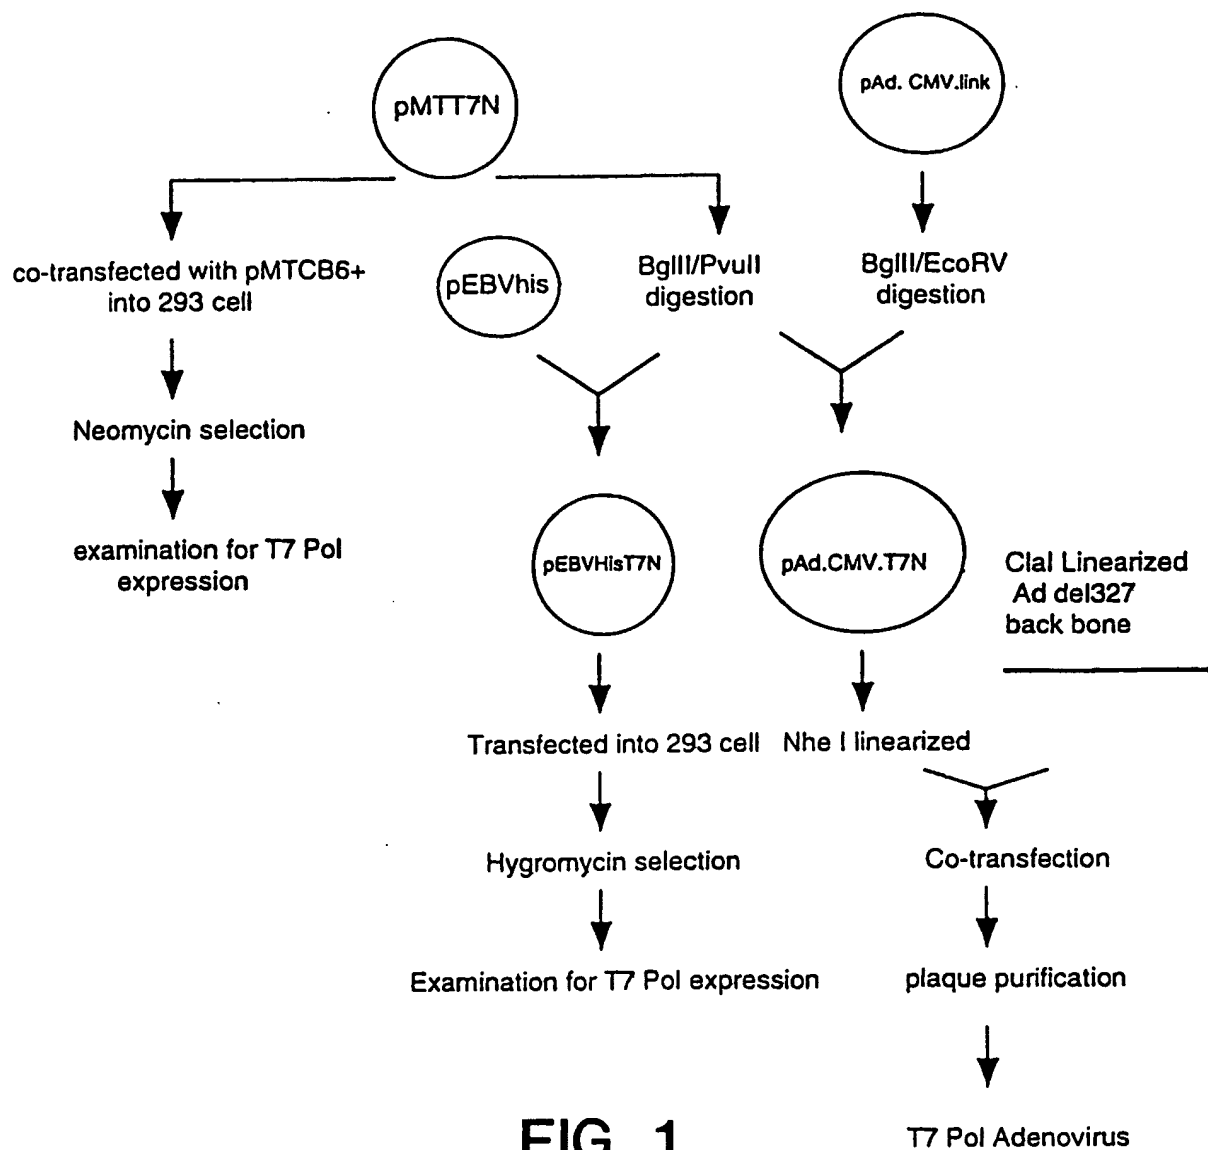 pMTT7N
pAd. CMV.link
co-transfected with pMTCB6+
into 293 cell
pEBVhis
BglII/PvuII
digestion
BglII/EcoRV
digestion
Neomycin selection
examination for T7 Pol
expression
pEBVHisT7N
pAd.CMV.T7N
ClaI Linearized
Ad del327
back bone
Transfected into 293 cell
Nhe I linearized
Hygromycin selection
Co-transfection
Examination for T7 Pol expression
plaque purification
FIG. 1
T7 Pol Adenovirus